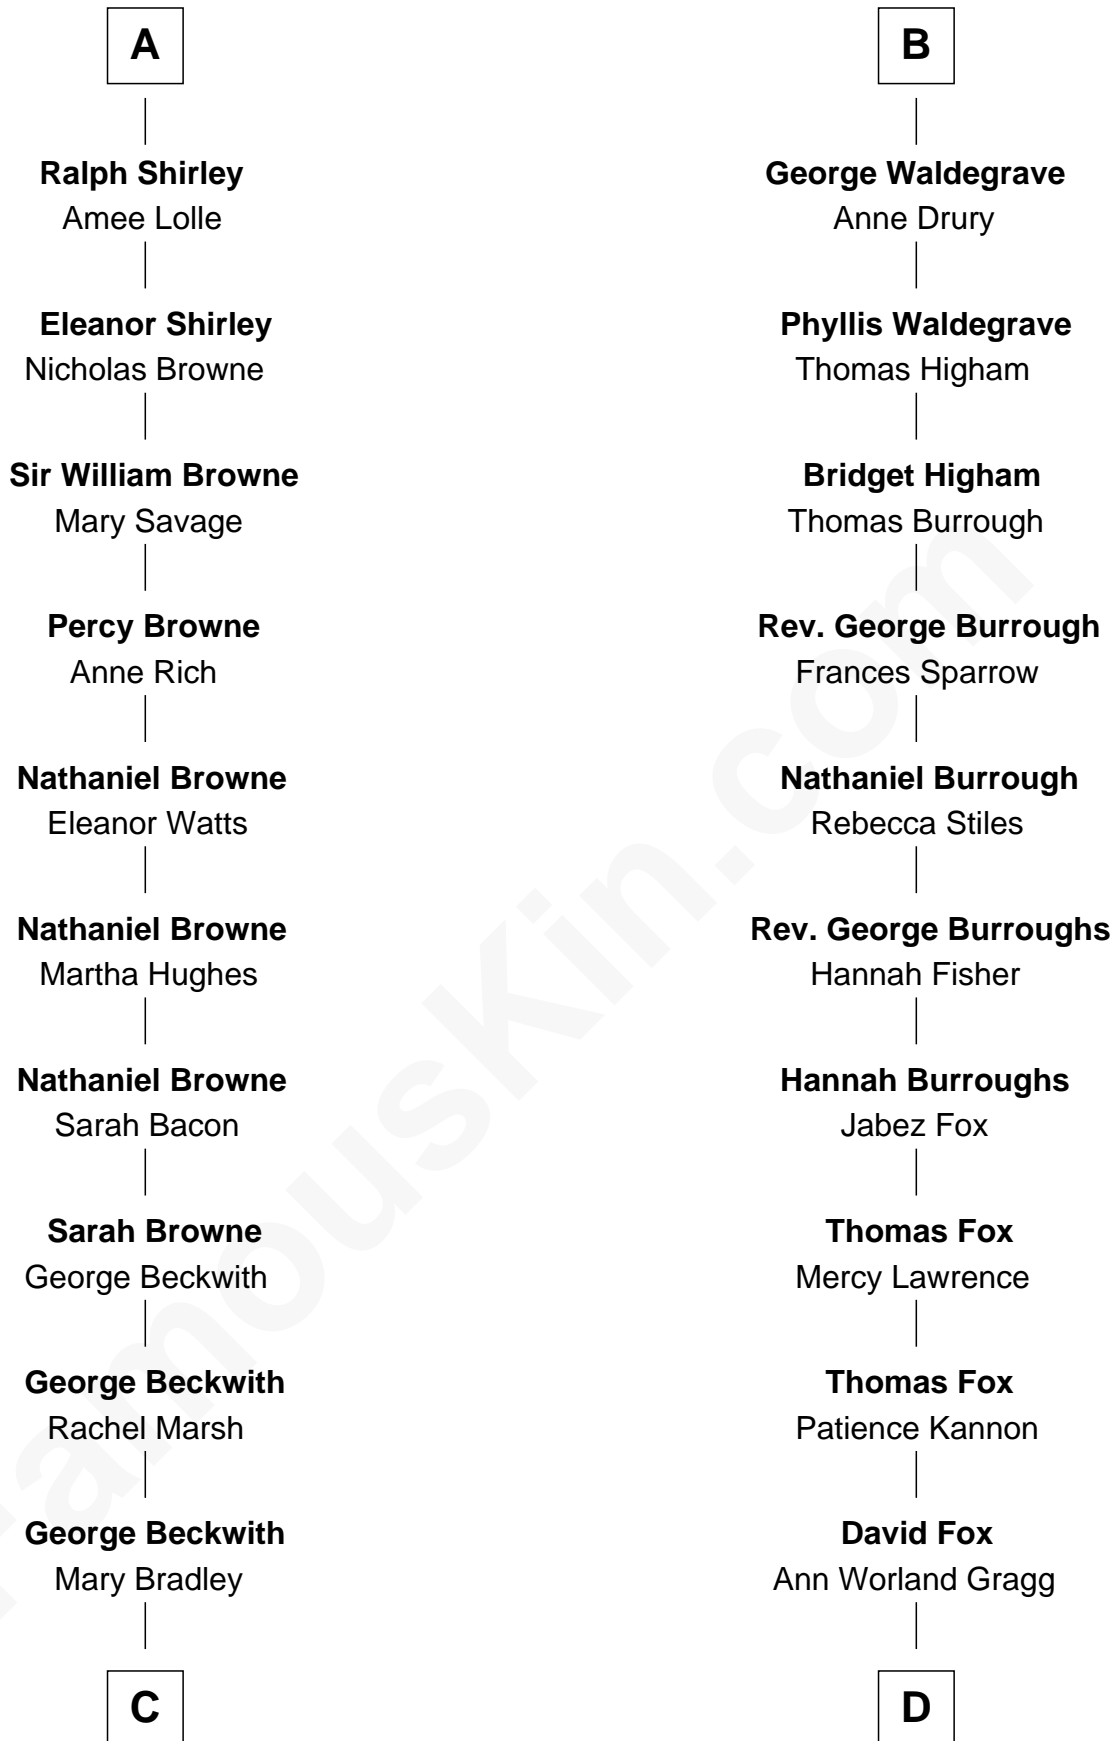 A
Ralph Shirley
Amee Lolle
Eleanor Shirley
Nicholas Browne
Sir William Browne
Mary Savage
Percy Browne
Anne Rich
Nathaniel Browne
Eleanor Watts
Nathaniel Browne
Martha Hughes
Nathaniel Browne
Sarah Bacon
Sarah Browne
George Beckwith
George Beckwith
Rachel Marsh
George Beckwith
Mary Bradley
C
B
George Waldegrave
Anne Drury
Phyllis Waldegrave
Thomas Higham
Bridget Higham
Thomas Burrough
Rev. George Burrough
Frances Sparrow
Nathaniel Burrough
Rebecca Stiles
Rev. George Burroughs
Hannah Fisher
Hannah Burroughs
Jabez Fox
Thomas Fox
Mercy Lawrence
Thomas Fox
Patience Kannon
David Fox
Ann Worland Gragg
D
FamousKin.com